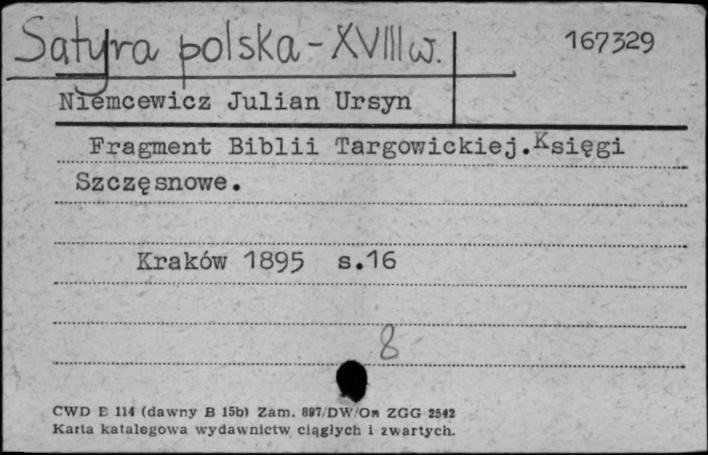 Satyra polska - XVIII w.
167329
Niemcewicz Julian Ursyn
Fragment Biblii Targowickiej. Księgi
Szczęsnowe.
Kraków 1895 s.16
8
CWD E 114 (dawny B 15b) Zam. 897/DW/Om ZGG 2542
Karta katalogowa wydawnictw ciągłych i zwartych.